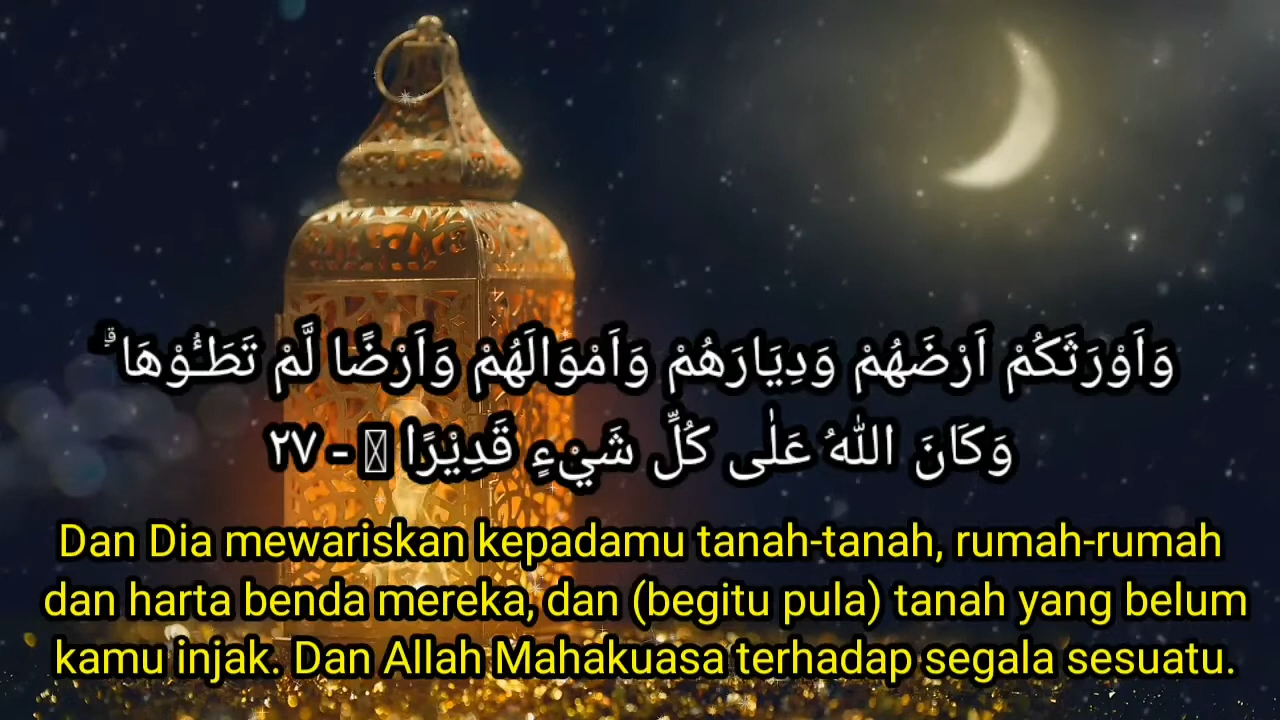 وَاَوْرَثَكُمْ اَرْضَهُمْ وَدِيَارَهُمْ وَاَمْوَالَهُمْ وَاَرْضًا لَّمْ تَطَـُٔوْهَا ۗ
وَكَانَ اللّٰهُ عَلٰى كُلِّ شَيْءٍ قَدِيْرًا - ٢٧
Dan Dia mewariskan kepadamu tanah-tanah, rumah-rumah
dan harta benda mereka, dan (begitu pula) tanah yang belum
kamu injak. Dan Allah Mahakuasa terhadap segala sesuatu.